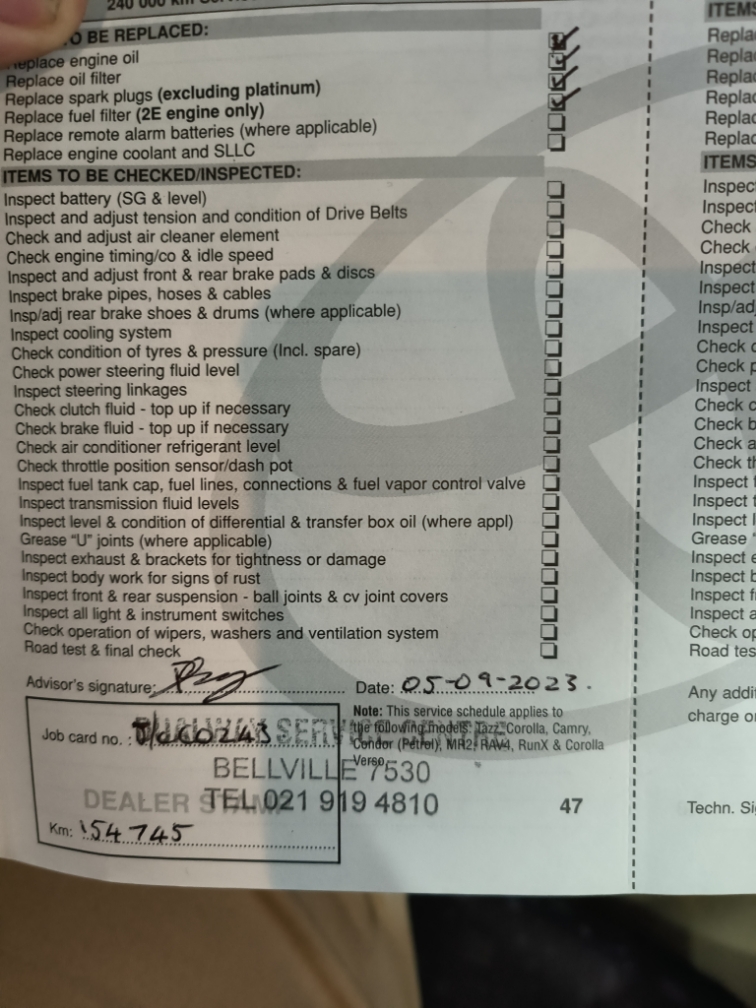 240 000 km
O BE REPLACED:
Replace engine oil
Replace oil filter
Replace spark plugs (excluding platinum)
Replace fuel filter (2E engine only)
Replace remote alarm batteries (where applicable)
Replace engine coolant and SLLC
ITEMS TO BE CHECKED/INSPECTED:
Inspect battery (SG & level)
Inspect and adjust tension and condition of Drive Belts
Check and adjust air cleaner element
Check engine timing/co & idle speed
Inspect and adjust front & rear brake pads & discs
Inspect brake pipes, hoses & cables
Insp/adj rear brake shoes & drums (where applicable)
Inspect cooling system
Check condition of tyres & pressure (Incl. spare)
Check power steering fluid level
Inspect steering linkages
Check clutch fluid - top up if necessary
Check brake fluid - top up if necessary
Check air conditioner refrigerant level
Check throttle position sensor/dash pot
Inspect fuel tank cap, fuel lines, connections & fuel vapor control valve
Inspect transmission fluid levels
Inspect level & condition of differential & transfer box oil (where appl)
Grease "U" joints (where applicable)
Inspect exhaust & brackets for tightness or damage
Inspect body work for signs of rust
Inspect front & rear suspension - ball joints & cv joint covers
Inspect all light & instrument switches
Check operation of wipers, washers and ventilation system
Road test & final check
Advisor's signature:
Date: 05-09-2023.
Note: This service schedule applies to
the following models: Tazz, Corolla, Camry,
Condor (Petrol), MR2, RAV4, RunX & Corolla
Verso
Job card no.:
BELLVILLE 7530
DEALER
TEL 021 919 4810
Km: 154745
47
ITEMS
Repla
Replac
Replac
Replac
Replac
Replac
ITEMS
Inspec
Inspect
Check
Check
Inspect
Inspect
Insp/ad
Inspect
Check c
Check p
Inspect
Check c
Check b
Check a
Check th
Inspect f
Inspect t
Inspect l
Grease "
Inspect e
Inspect b
Inspect fr
Inspect a
Check op
Road tes
Any addi
charge o
Techn. Si